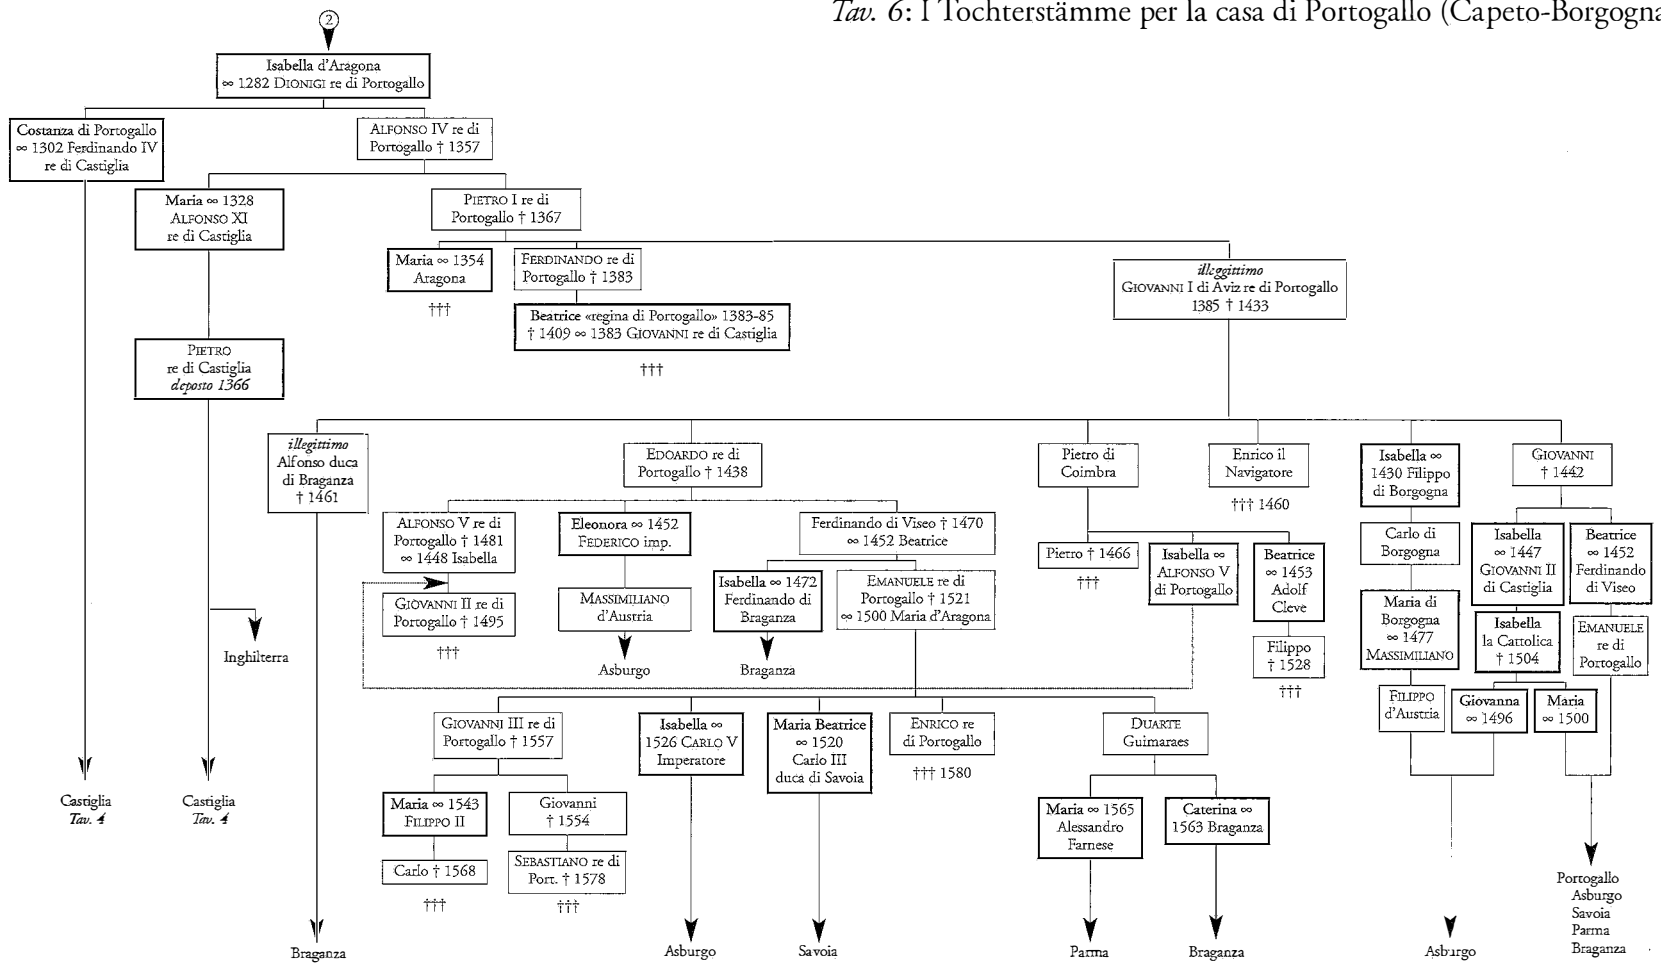 Tav. 6: I Tochterstämme per la casa di Portogallo (Capeto-Borgogna
2
Isabella d'Aragona
∞ 1282 DIONIGI re di Portogallo
Costanza di Portogallo
∞ 1302 Ferdinando IV
re di Castiglia
ALFONSO IV re di
Portogallo † 1357
Maria ∞ 1328
ALFONSO XI
re di Castiglia
PIETRO I re di
Portogallo † 1367
Maria ∞ 1354
Aragona
†††
FERDINANDO re di
Portogallo † 1383
illeggittimo
GIOVANNI I di Aviz re di Portogallo
1385 † 1433
Beatrice «regina di Portogallo» 1383-85
† 1409 ∞ 1383 GIOVANNI re di Castiglia
†††
PIETRO
re di Castiglia
deposto 1366
illegittimo
Alfonso duca
di Braganza
† 1461
EDOARDO re di
Portogallo † 1438
Pietro di
Coimbra
Enrico il
Navigatore
††† 1460
Isabella ∞
1430 Filippo
di Borgogna
GIOVANNI
† 1442
ALFONSO V re di
Portogallo † 1481
∞ 1448 Isabella
Eleonora ∞ 1452
FEDERICO imp.
Ferdinando di Viseo † 1470
∞ 1452 Beatrice
Pietro † 1466
†††
Isabella ∞
ALFONSO V
di Portogallo
Beatrice
∞ 1453
Adolf
Cleve
Carlo di
Borgogna
Isabella
∞ 1447
GIOVANNI II
di Castiglia
Beatrice
∞ 1452
Ferdinando
di Viseo
GIOVANNI II re di
Portogallo † 1495
†††
MASSIMILIANO
d'Austria
Asburgo
Isabella ∞ 1472
Ferdinando di
Braganza
Braganza
EMANUELE re di
Portogallo † 1521
∞ 1500 Maria d'Aragona
Filippo
† 1528
†††
Maria di
Borgogna
∞ 1477
MASSIMILIANO
Isabella
la Cattolica
† 1504
EMANUELE
re di
Portogallo
Inghilterra
FILIPPO
d'Austria
Giovanna
∞ 1496
Maria
∞ 1500
GIOVANNI III re di
Portogallo † 1557
Isabella ∞
1526 CARLO V
Imperatore
Maria Beatrice
∞ 1520
Carlo III
duca di Savoia
ENRICO re
di Portogallo
††† 1580
DUARTE
Guimaraes
Castiglia
Tav. 4
Castiglia
Tav. 4
Maria ∞ 1543
FILIPPO II
Giovanni
† 1554
Maria ∞ 1565
Alessandro
Farnese
Caterina ∞
1563 Braganza
Carlo † 1568
†††
SEBASTIANO re di
Port. † 1578
†††
Braganza
Asburgo
Savoia
Parma
Braganza
Asburgo
Portogallo
Asburgo
Savoia
Parma
Braganza